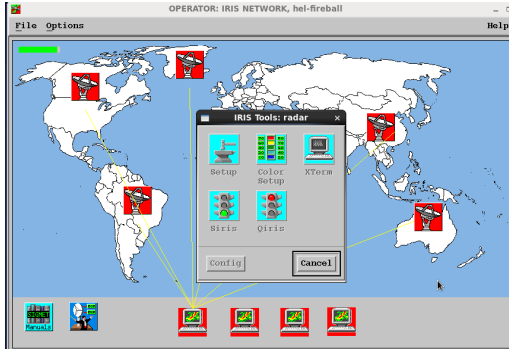 OPERATOR: IRIS NETWORK, hel-fireball
File Options Help
IRIS Tools: radar
Setup Color Setup XTerm
Siris Qiris
Config Cancel
Manuals